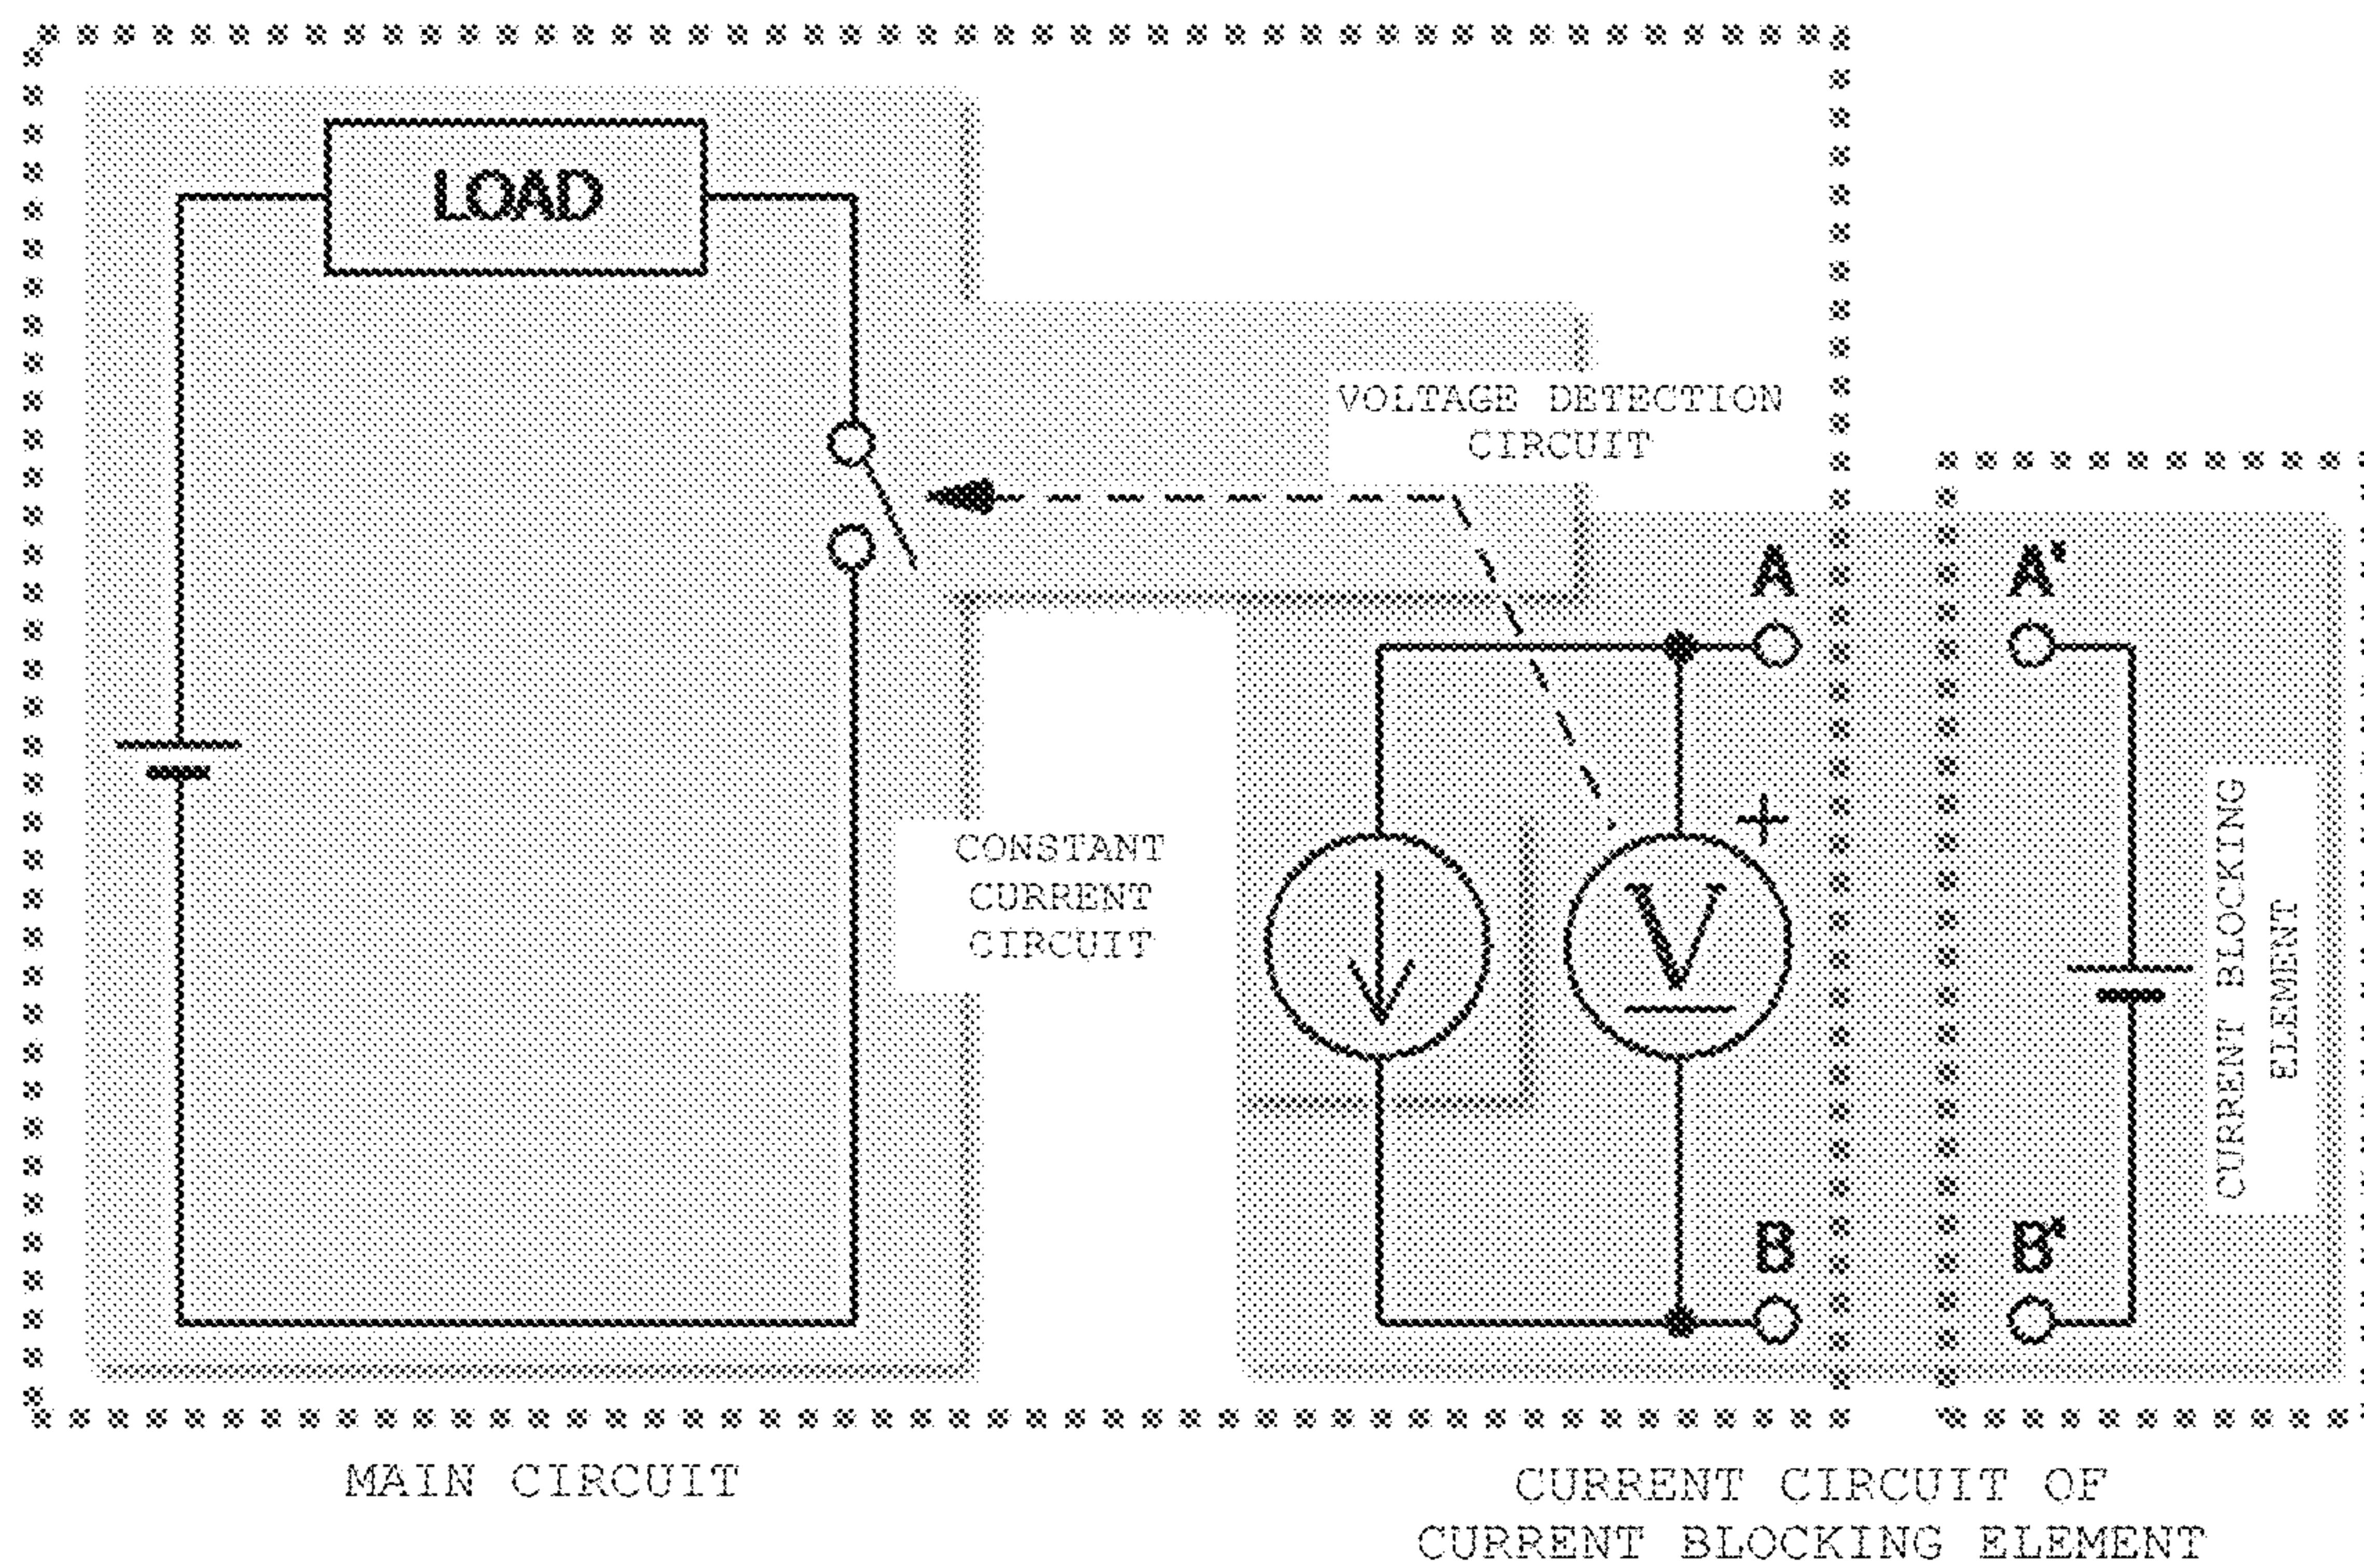 LOAD
VOLTAGE DETECTION
CIRCUIT
A
A'
CONSTANT
CURRENT
CIRCUIT
+
V
CURRENT BLOCKING
ELEMENT
B
B'
MAIN CIRCUIT
CURRENT CIRCUIT OF
CURRENT BLOCKING ELEMENT